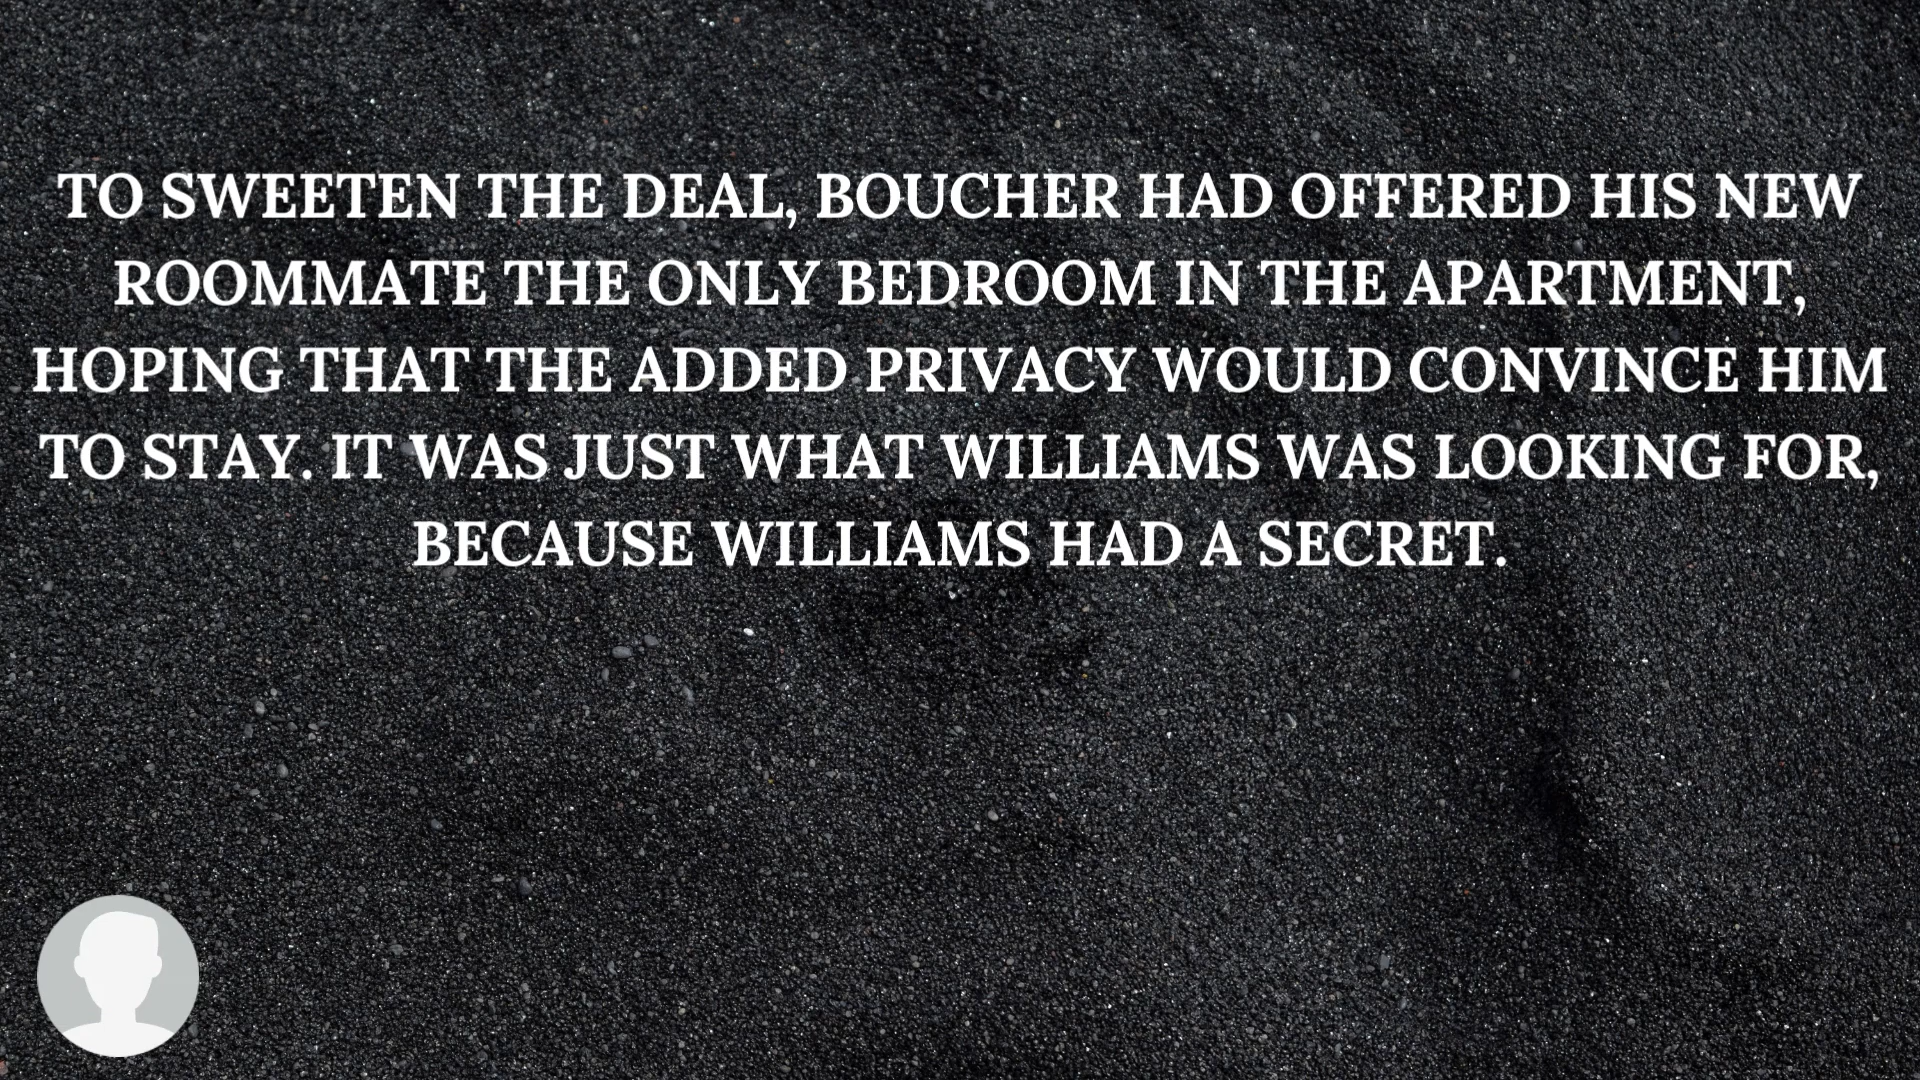 TO SWEETEN THE DEAL, BOUCHER HAD OFFERED HIS NEW
ROOMMATE THE ONLY BEDROOM IN THE APARTMENT,
HOPING THAT THE ADDED PRIVACY WOULD CONVINCE HIM
TO STAY. IT WAS JUST WHAT WILLIAMS WAS LOOKING FOR,
BECAUSE WILLIAMS HAD A SECRET.